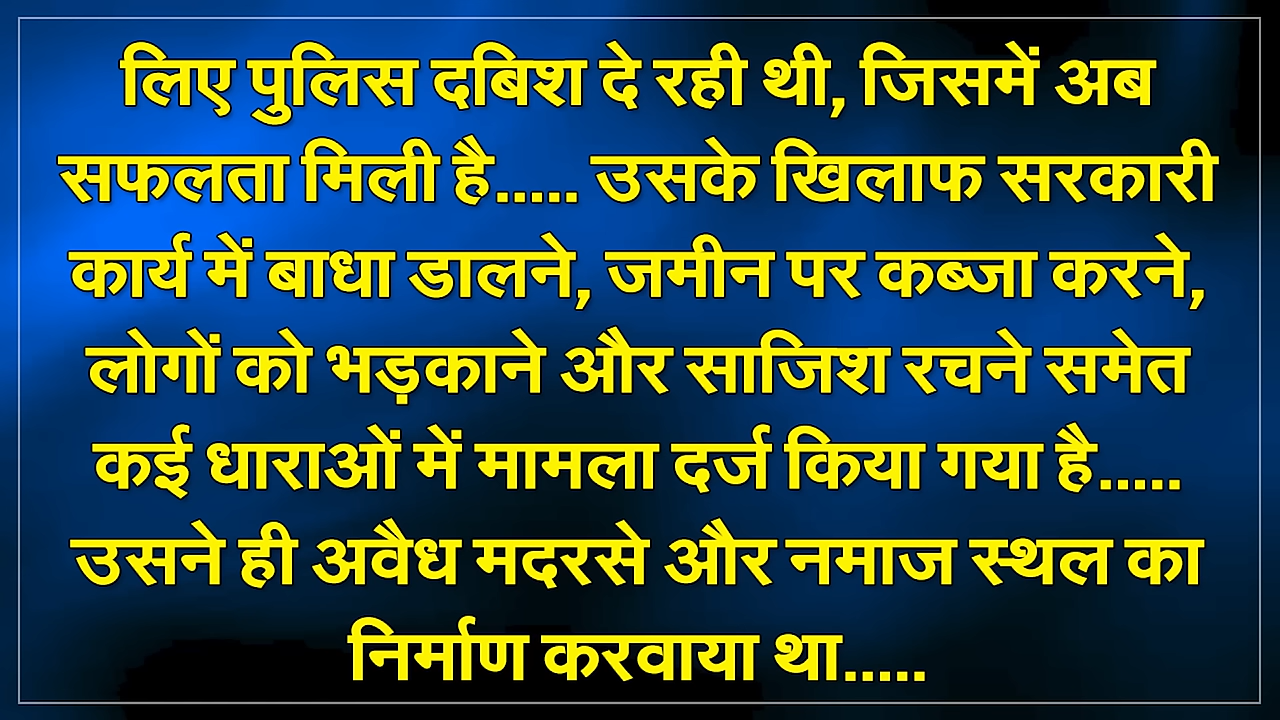 लिए पुलिस दबिश दे रही थी, जिसमें अब
सफलता मिली है..... उसके खिलाफ सरकारी
कार्य में बाधा डालने, जमीन पर कब्जा करने,
लोगों को भड़काने और साजिश रचने समेत
कई धाराओं में मामला दर्ज किया गया है.....
उसने ही अवैध मदरसे और नमाज स्थल का
निर्माण करवाया था.....